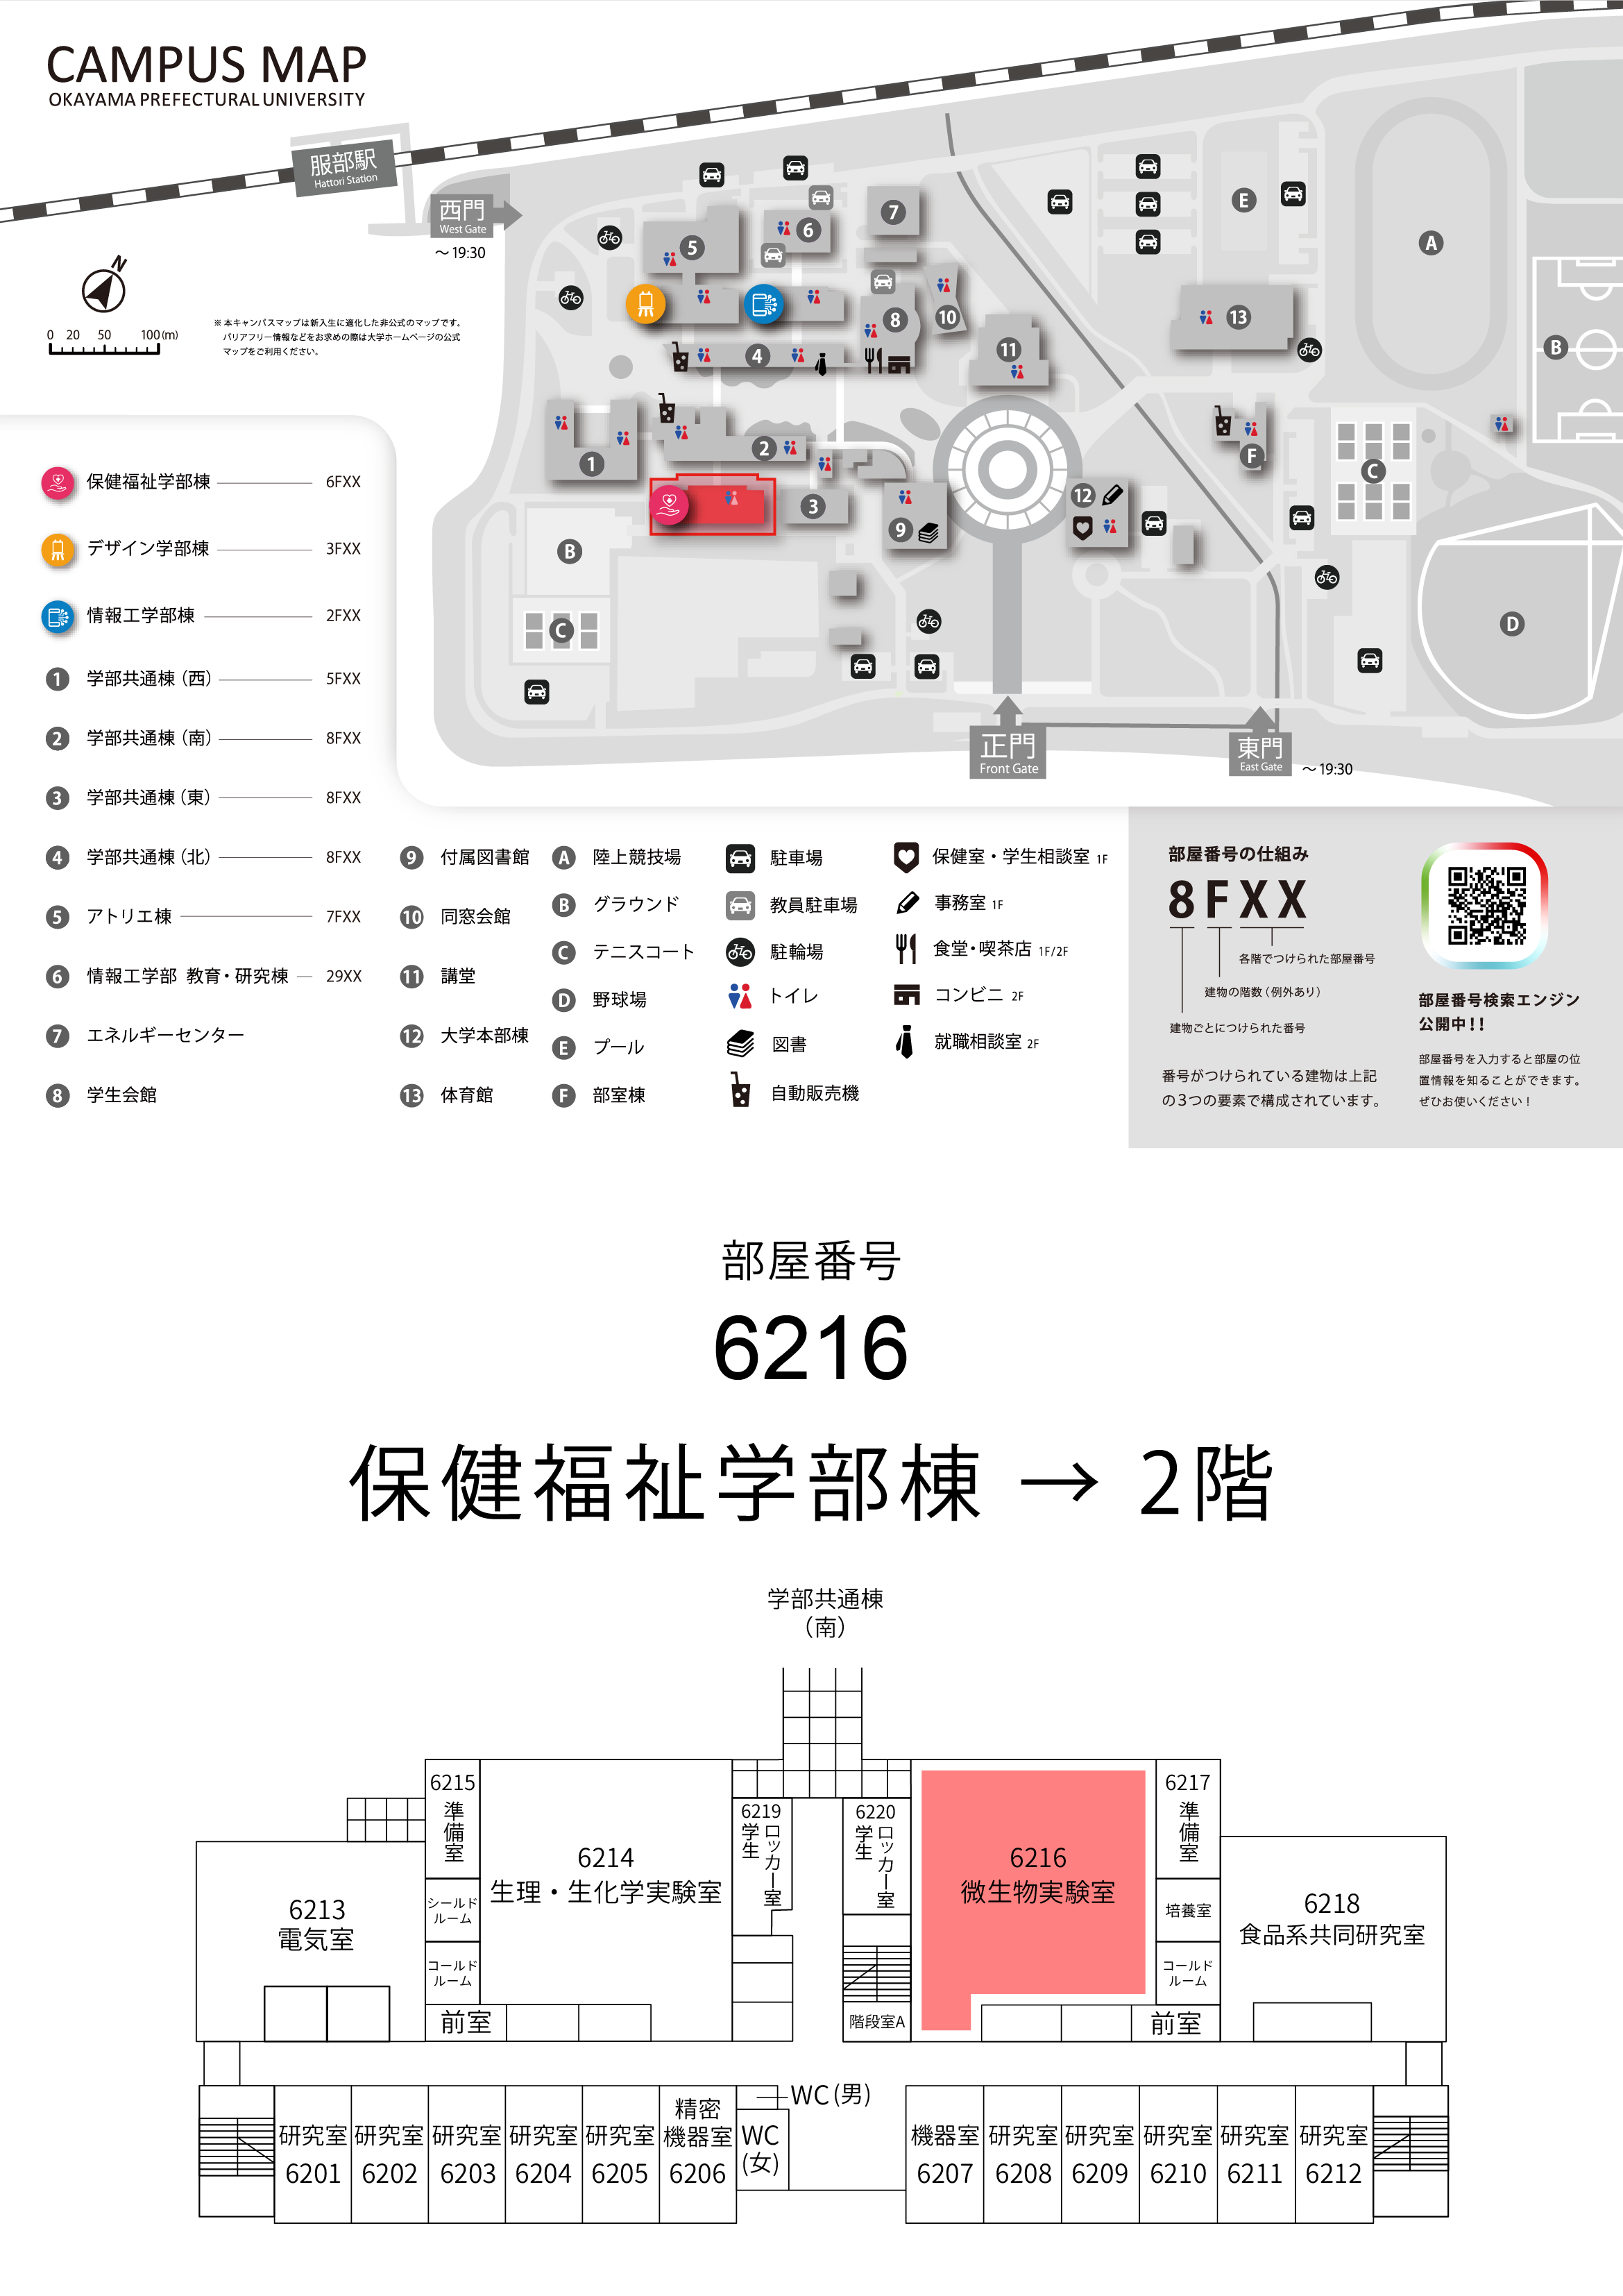 CAMPUS MAP
OKAYAMA PREFECTURAL UNIVERSITY
服部駅
Hattori Station
西門
West Gate
～19:30
N
0 20 50 100(m)
※ 本キャンパスマップは新入生に適化した非公式のマップです。
バリアフリー情報などをお求めの際は大学ホームページの公式
マップをご利用ください。
7
6
5
E
A
8
10
13
4
11
B
1
2
F
C
3
12
9
B
C
D
正門
Front Gate
東門
East Gate
～19:30
保健福祉学部棟 6FXX
デザイン学部棟 3FXX
情報工学部棟 2FXX
1 学部共通棟（西） 5FXX
2 学部共通棟（南） 8FXX
3 学部共通棟（東） 8FXX
4 学部共通棟（北） 8FXX
5 アトリエ棟 7FXX
6 情報工学部 教育・研究棟 29XX
7 エネルギーセンター
8 学生会館
9 付属図書館
10 同窓会館
11 講堂
12 大学本部棟
13 体育館
A 陸上競技場
B グラウンド
C テニスコート
D 野球場
E プール
F 部室棟
駐車場
教員駐車場
駐輪場
トイレ
図書
自動販売機
保健室・学生相談室 1F
事務室 1F
食堂・喫茶店 1F/2F
コンビニ 2F
就職相談室 2F
部屋番号の仕組み
8FXX
各階でつけられた部屋番号
建物の階数（例外あり）
建物ごとにつけられた番号
番号がつけられている建物は上記
の3つの要素で構成されています。
部屋番号検索エンジン
公開中！！
部屋番号を入力すると部屋の位
置情報を知ることができます。
ぜひお使いください！
部屋番号
6216
保健福祉学部棟 → 2階
学部共通棟
（南）
6215
準備室
シールド
ルーム
コールド
ルーム
前室
6213
電気室
6214
生理・生化学実験室
6219
学生
ロッカー室
6220
学生
ロッカー室
階段室A
6216
微生物実験室
6217
準備室
培養室
コールド
ルーム
前室
6218
食品系共同研究室
研究室
6201
研究室
6202
研究室
6203
研究室
6204
研究室
6205
精密
機器室
6206
WC
(女)
WC(男)
機器室
6207
研究室
6208
研究室
6209
研究室
6210
研究室
6211
研究室
6212